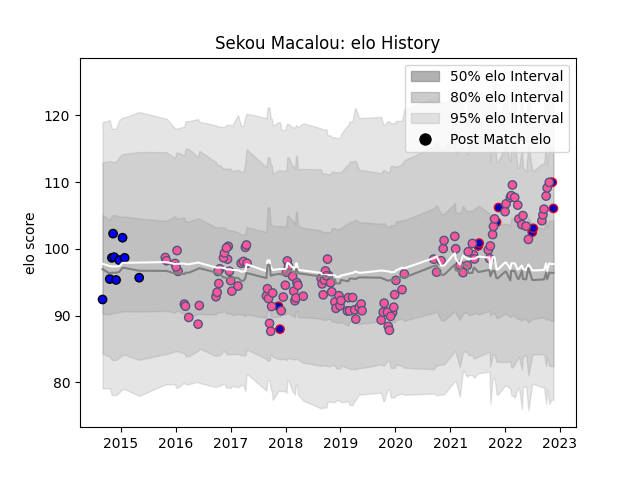 Sekou Macalou: elo History
50% elo Interval
80% elo Interval
95% elo Interval
Post Match elo
elo score
120
110
100
90
80
2015 2016 2017 2018 2019 2020 2021 2022 2023